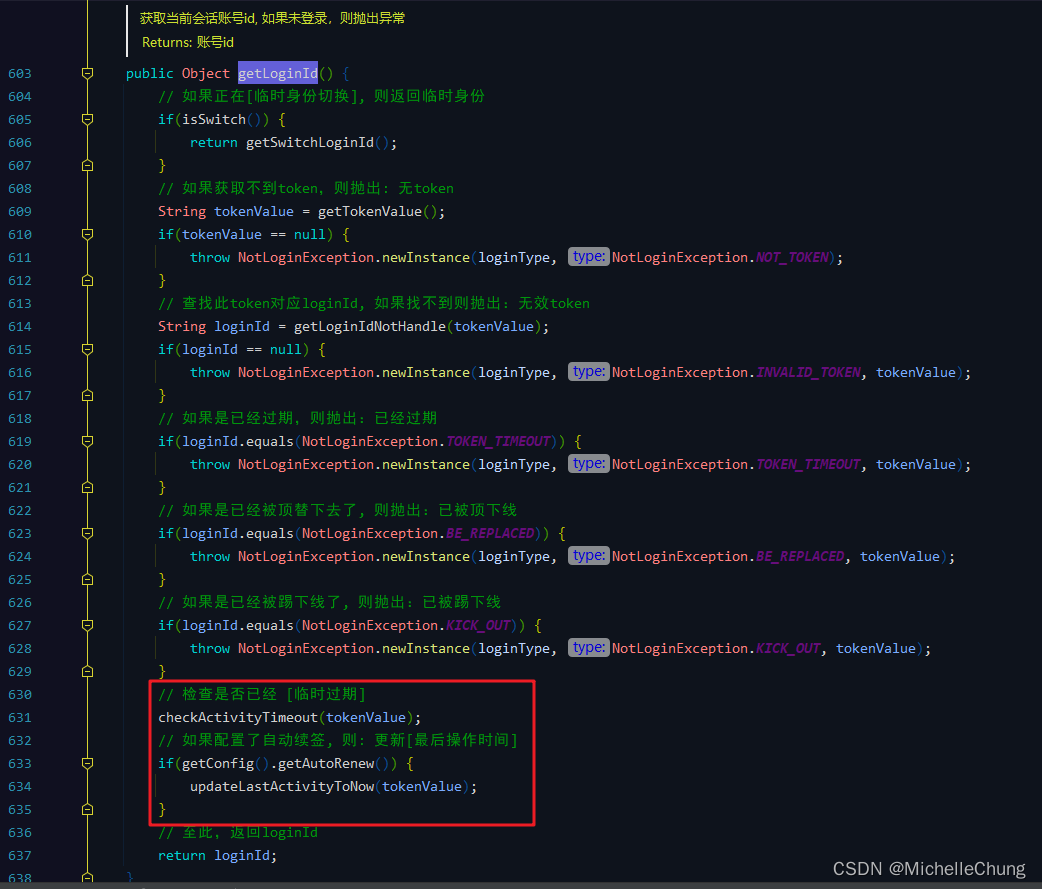 获取当前会话账号id, 如果未登录，则抛出异常
Returns: 账号id
603 public Object getLoginId() {
604 // 如果正在[临时身份切换], 则返回临时身份
605 if(isSwitch()) {
606 return getSwitchLoginId();
607 }
608 // 如果获取不到token，则抛出: 无token
609 String tokenValue = getTokenValue();
610 if(tokenValue == null) {
611 throw NotLoginException.newInstance(loginType, type: NotLoginException.NOT_TOKEN);
612 }
613 // 查找此token对应loginId, 如果找不到则抛出：无效token
614 String loginId = getLoginIdNotHandle(tokenValue);
615 if(loginId == null) {
616 throw NotLoginException.newInstance(loginType, type: NotLoginException.INVALID_TOKEN, tokenValue);
617 }
618 // 如果是已经过期，则抛出：已经过期
619 if(loginId.equals(NotLoginException.TOKEN_TIMEOUT)) {
620 throw NotLoginException.newInstance(loginType, type: NotLoginException.TOKEN_TIMEOUT, tokenValue);
621 }
622 // 如果是已经被顶替下去了, 则抛出：已被顶下线
623 if(loginId.equals(NotLoginException.BE_REPLACED)) {
624 throw NotLoginException.newInstance(loginType, type: NotLoginException.BE_REPLACED, tokenValue);
625 }
626 // 如果是已经被踢下线了, 则抛出：已被踢下线
627 if(loginId.equals(NotLoginException.KICK_OUT)) {
628 throw NotLoginException.newInstance(loginType, type: NotLoginException.KICK_OUT, tokenValue);
629 }
630 // 检查是否已经 [临时过期]
631 checkActivityTimeout(tokenValue);
632 // 如果配置了自动续签, 则: 更新[最后操作时间]
633 if(getConfig().getAutoRenew()) {
634 updateLastActivityToNow(tokenValue);
635 }
636 // 至此，返回loginId
637 return loginId;
638 }
CSDN @MichelleChung